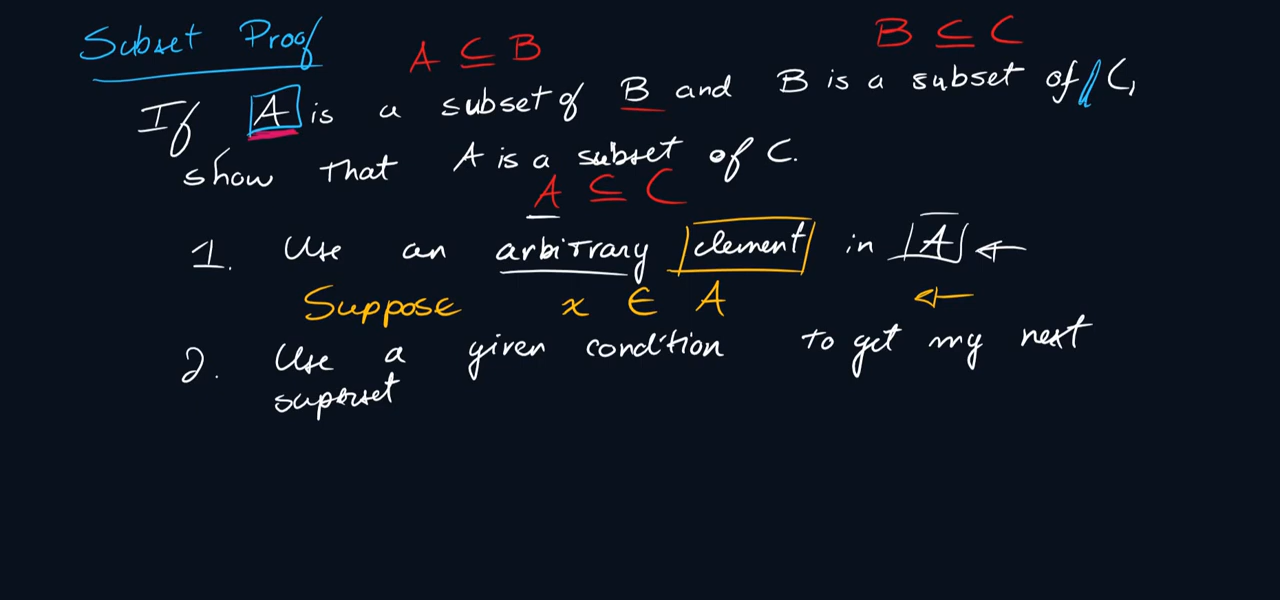 Subset Proof
A ⊆ B B ⊆ C
If A is a subset of B and B is a subset of C,
show that A is a subset of C.
A ⊆ C
1. Use an arbitrary element in A ←
Suppose x ∈ A ←
2. Use a given condition to get my next
superset